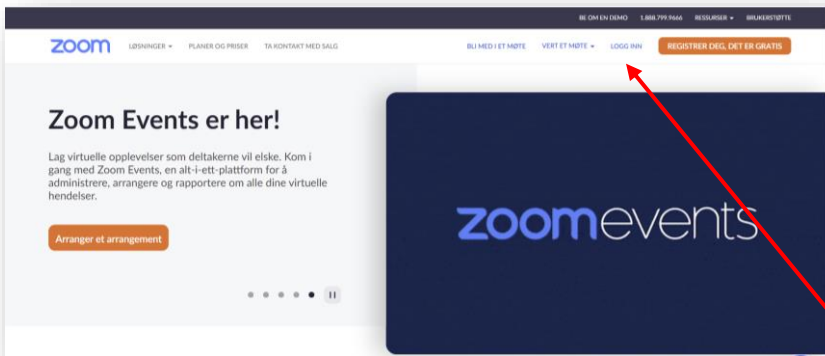 BE OM EN DEMO 1.888.799.9666 RESSURSER BRUKERSTØTTE
zoom LØSNINGER PLANER OG PRISER TA KONTAKT MED SALG BLI MED I ET MØTE VERT ET MØTE LOGG INN REGISTRER DEG, DET ER GRATIS
Zoom Events er her!
Lag virtuelle opplevelser som deltakerne vil elske. Kom i
gang med Zoom Events, en alt-i-ett-plattform for å
administrere, arrangere og rapportere om alle dine virtuelle
hendelser.
Arranger et arrangement
zoomevents